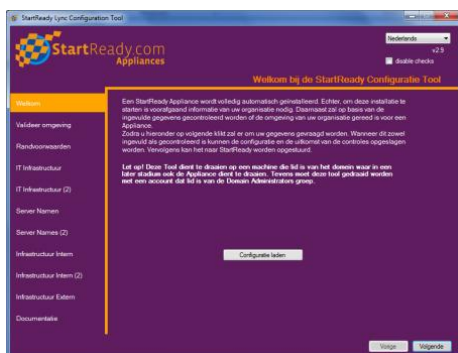 StartReady Lync Configuration Tool
StartReady.com
Appliances
Nederlands
v2.9
disable checks
Welkom bij de StartReady Configuratie Tool
Welkom
Valideer omgeving
Randvoorwaarden
IT Infrastructuur
IT Infrastructuur (2)
Server Namen
Server Names (2)
Infrastructuur Intern
Infrastructuur Intern (2)
Infrastructuur Extern
Documentatie
Een StartReady Appliance wordt volledig automatisch geïnstalleerd. Echter, om deze installatie te
starten is voorafgaand informatie van uw organisatie nodig. Daarnaast zal op basis van de
ingevulde gegevens gecontroleerd worden of de omgeving van uw organisatie gereed is voor een
Appliance.
Zodra u hieronder op volgende klikt zal er om uw gegevens gevraagd worden. Wanneer dit zowel
ingevuld als gecontroleerd is kunnen de configuratie en de uitkomst van de controles opgeslagen
worden. Vervolgens kan het naar StartReady worden opgestuurd.
Let op! Deze Tool dient te draaien op een machine die lid is van het domein waar in een
later stadium ook de Appliance dient te draaien. Tevens moet deze tool gedraaid worden
met een account dat lid is van de Domain Administrators groep.
Configuratie laden
Vorige
Volgende